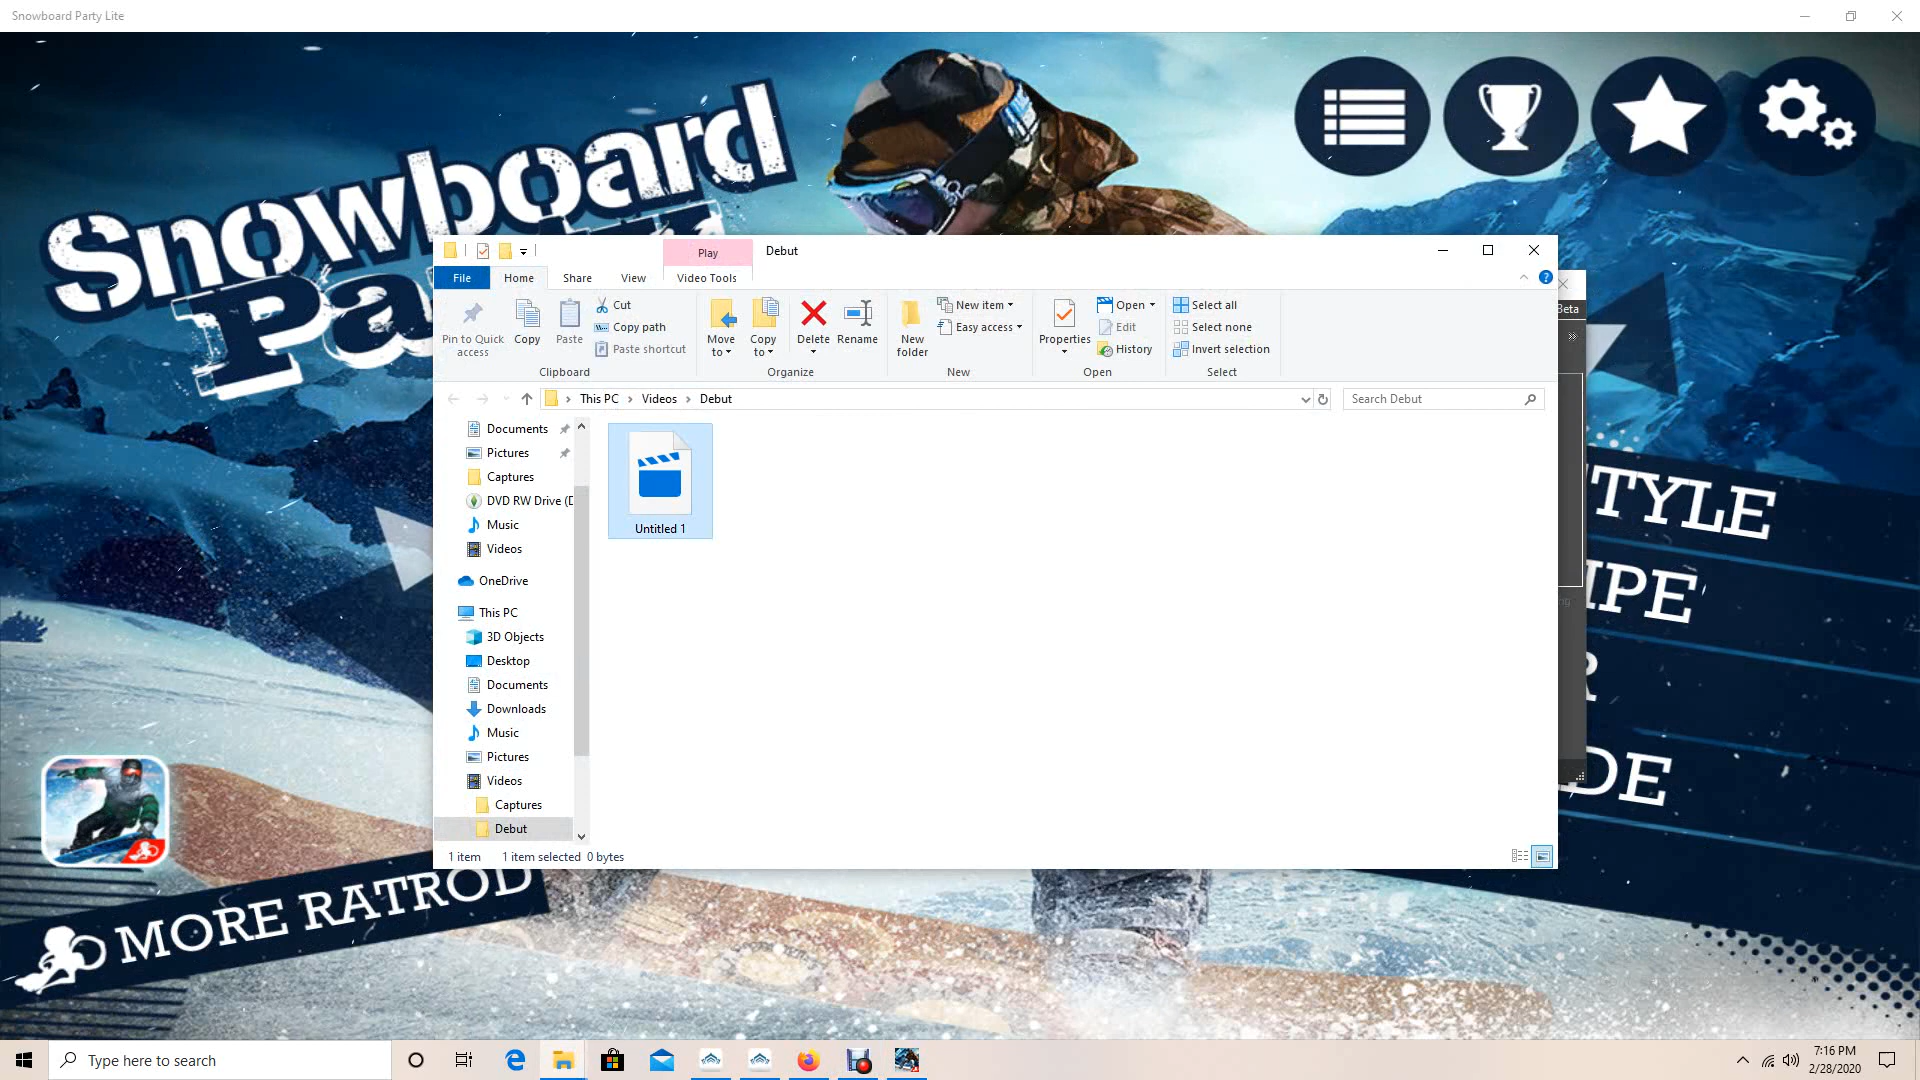 Snowboard Party Lite
Snowboard
Pa
Play
Debut
File
Home
Share
View
Video Tools
Pin to Quick access
Copy
Paste
Cut
Copy path
Paste shortcut
Clipboard
Move to
Copy to
Delete
Rename
Organize
New folder
New item
Easy access
New
Properties
Open
Edit
History
Open
Select all
Select none
Invert selection
Select
Beta
This PC
Videos
Debut
Search Debut
Documents
Pictures
Captures
DVD RW Drive (D
Music
Videos
OneDrive
This PC
3D Objects
Desktop
Documents
Downloads
Music
Pictures
Videos
Captures
Debut
Untitled 1
1 item
1 item selected 0 bytes
TYLE
IPE
R
DE
MORE RATROD
Type here to search
7:16 PM
2/28/2020